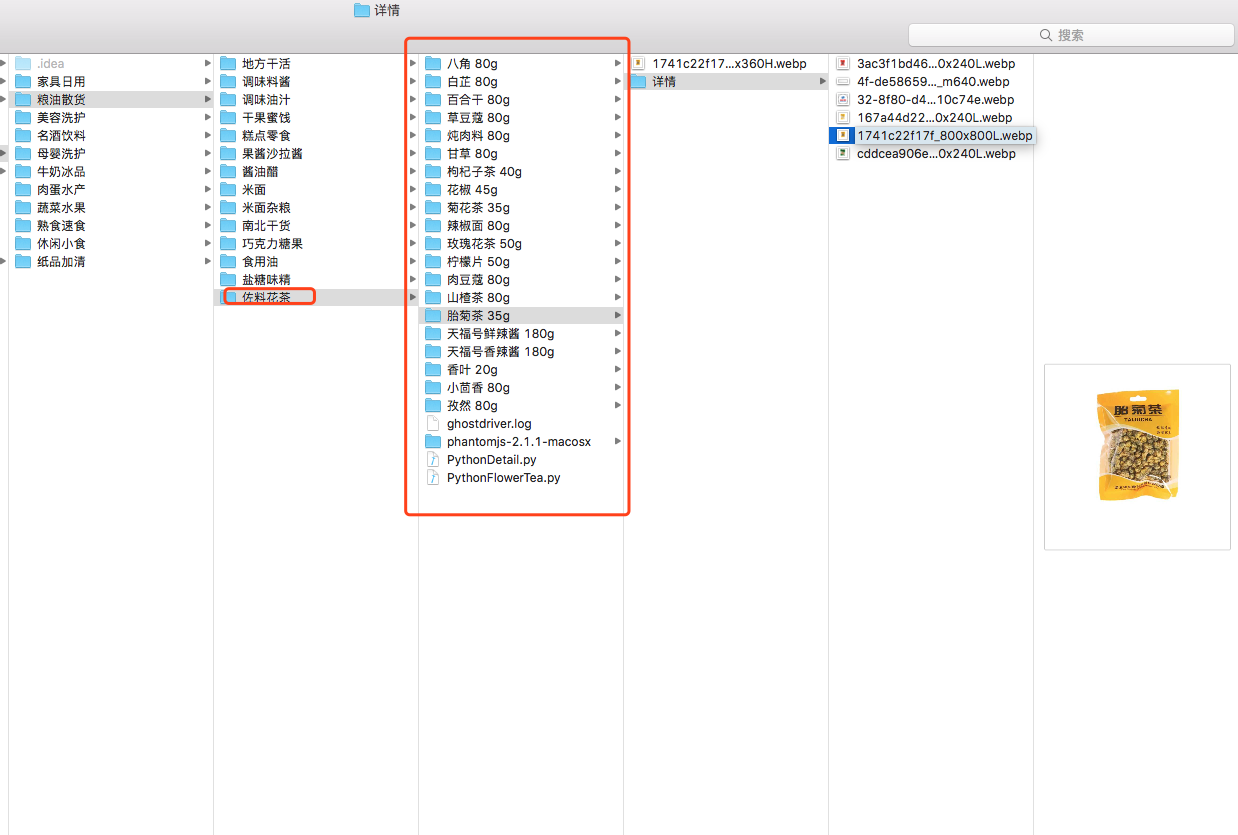 详情
搜索
.idea
家具日用
粮油散货
美容洗护
名酒饮料
母婴洗护
牛奶冰品
肉蛋水产
蔬菜水果
熟食速食
休闲小食
纸品加清
地方干活
调味料酱
调味油汁
干果蜜饯
糕点零食
果酱沙拉酱
酱油醋
米面
米面杂粮
南北干货
巧克力糖果
食用油
盐糖味精
佐料花茶
八角 80g
白芷 80g
百合干 80g
草豆蔻 80g
炖肉料 80g
甘草 80g
枸杞子茶 40g
花椒 45g
菊花茶 35g
辣椒面 80g
玫瑰花茶 50g
柠檬片 50g
肉豆蔻 80g
山楂茶 80g
胎菊茶 35g
天福号鲜辣酱 180g
天福号香辣酱 180g
香叶 20g
小茴香 80g
孜然 80g
ghostdriver.log
phantomjs-2.1.1-macosx
PythonDetail.py
PythonFlowerTea.py
1741c22f17...x360H.webp
详情
3ac3f1bd46...0x240L.webp
4f-de58659..._m640.webp
32-8f80-d4...10c74e.webp
167a44d22...0x240L.webp
1741c22f17f_800x800L.webp
cddcea906e...0x240L.webp
胎菊茶
TAIJUCHA